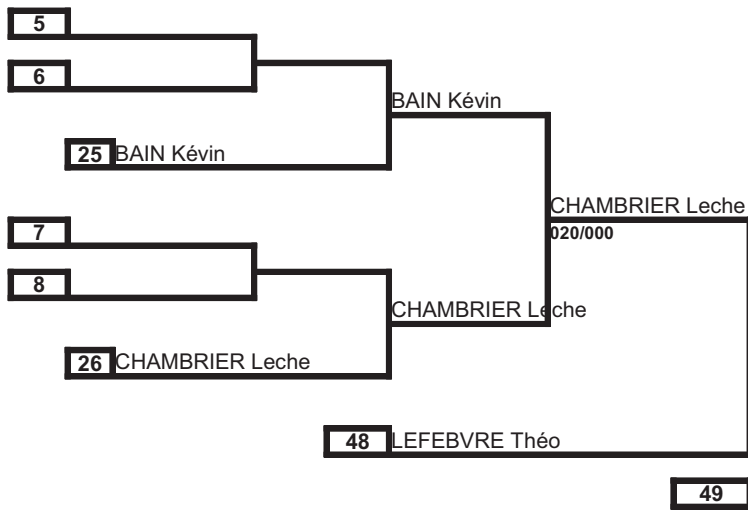 5
6
BAIN Kévin
25 BAIN Kévin
CHAMBRIER Leche
020/000
7
8
CHAMBRIER Leche
26 CHAMBRIER Leche
48 LEFEBVRE Théo
49